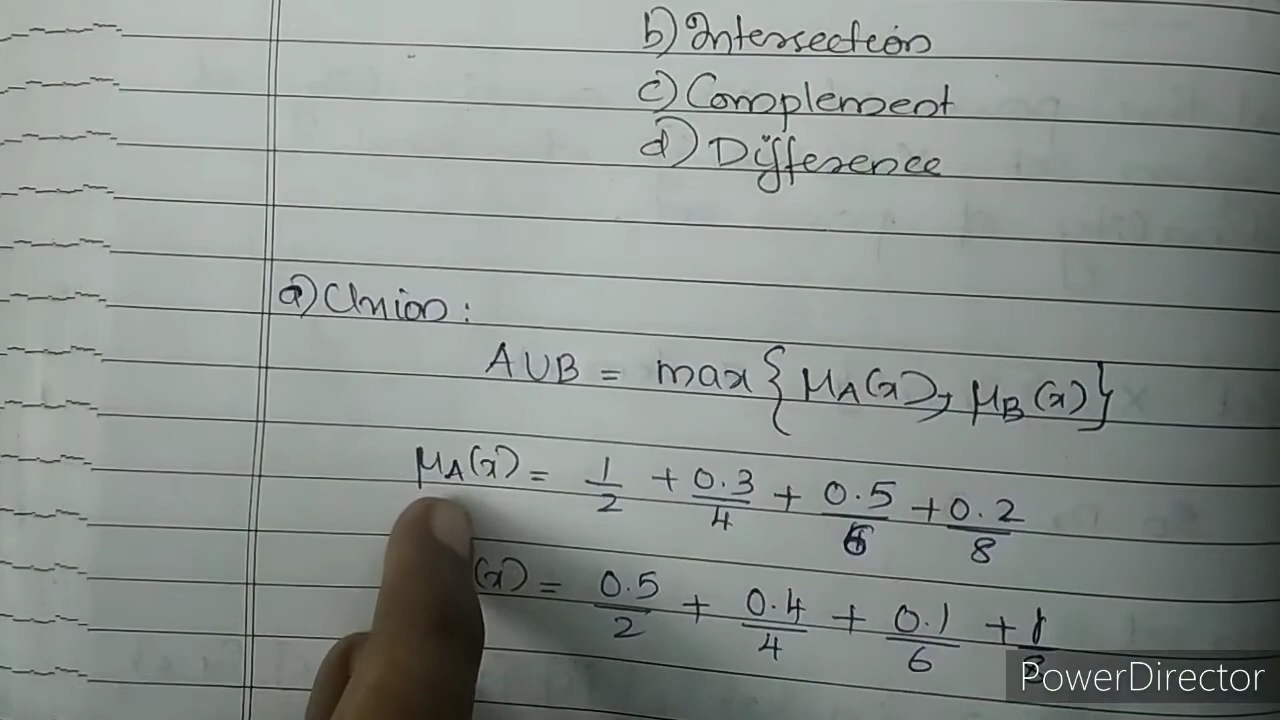 b) Intersection
c) Complement
d) Difference
a) Union:
A∪B = max{μA(x), μB(x)}
μA(x) = 1/2 + 0.3/4 + 0.5/6 + 0.2/8
(x) = 0.5/2 + 0.4/4 + 0.1/6 + 1/8
PowerDirector